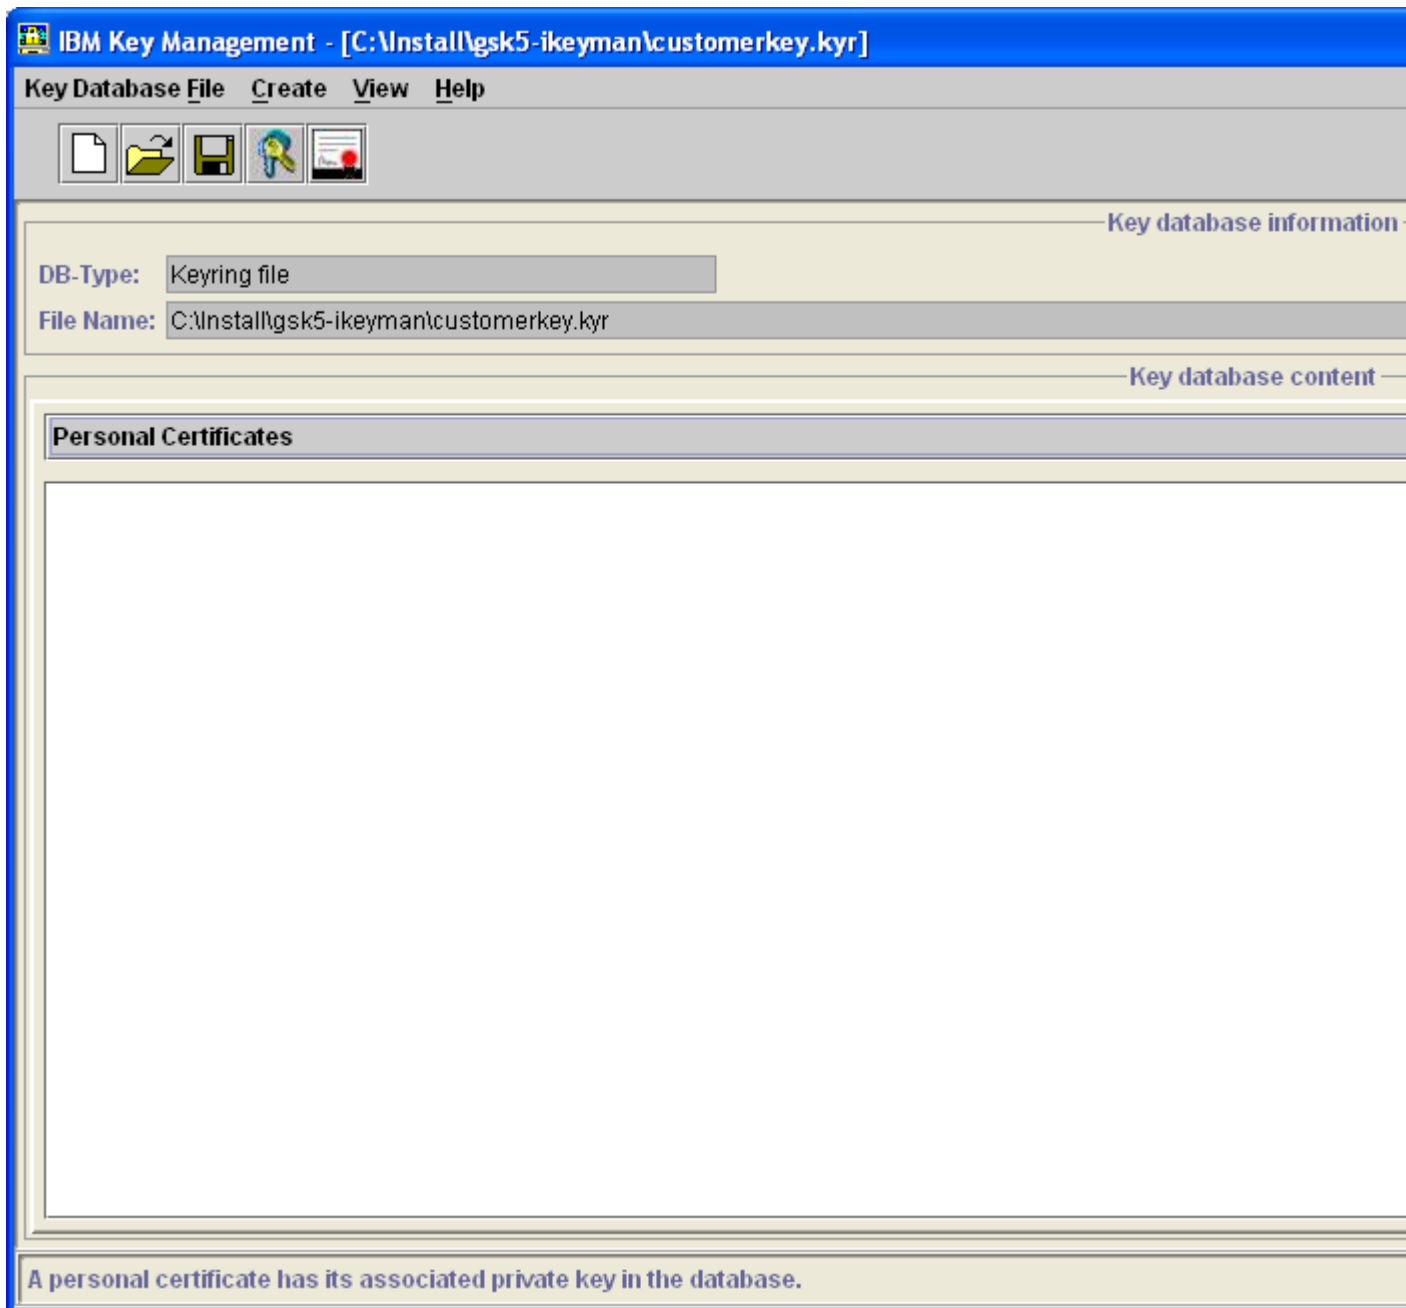 IBM Key Management - [C:\Install\gsk5-ikeyman\customerkey.kyr]
Key Database File Create View Help
Key database information
DB-Type: Keyring file
File Name: C:\Install\gsk5-ikeyman\customerkey.kyr
Key database content
Personal Certificates
A personal certificate has its associated private key in the database.